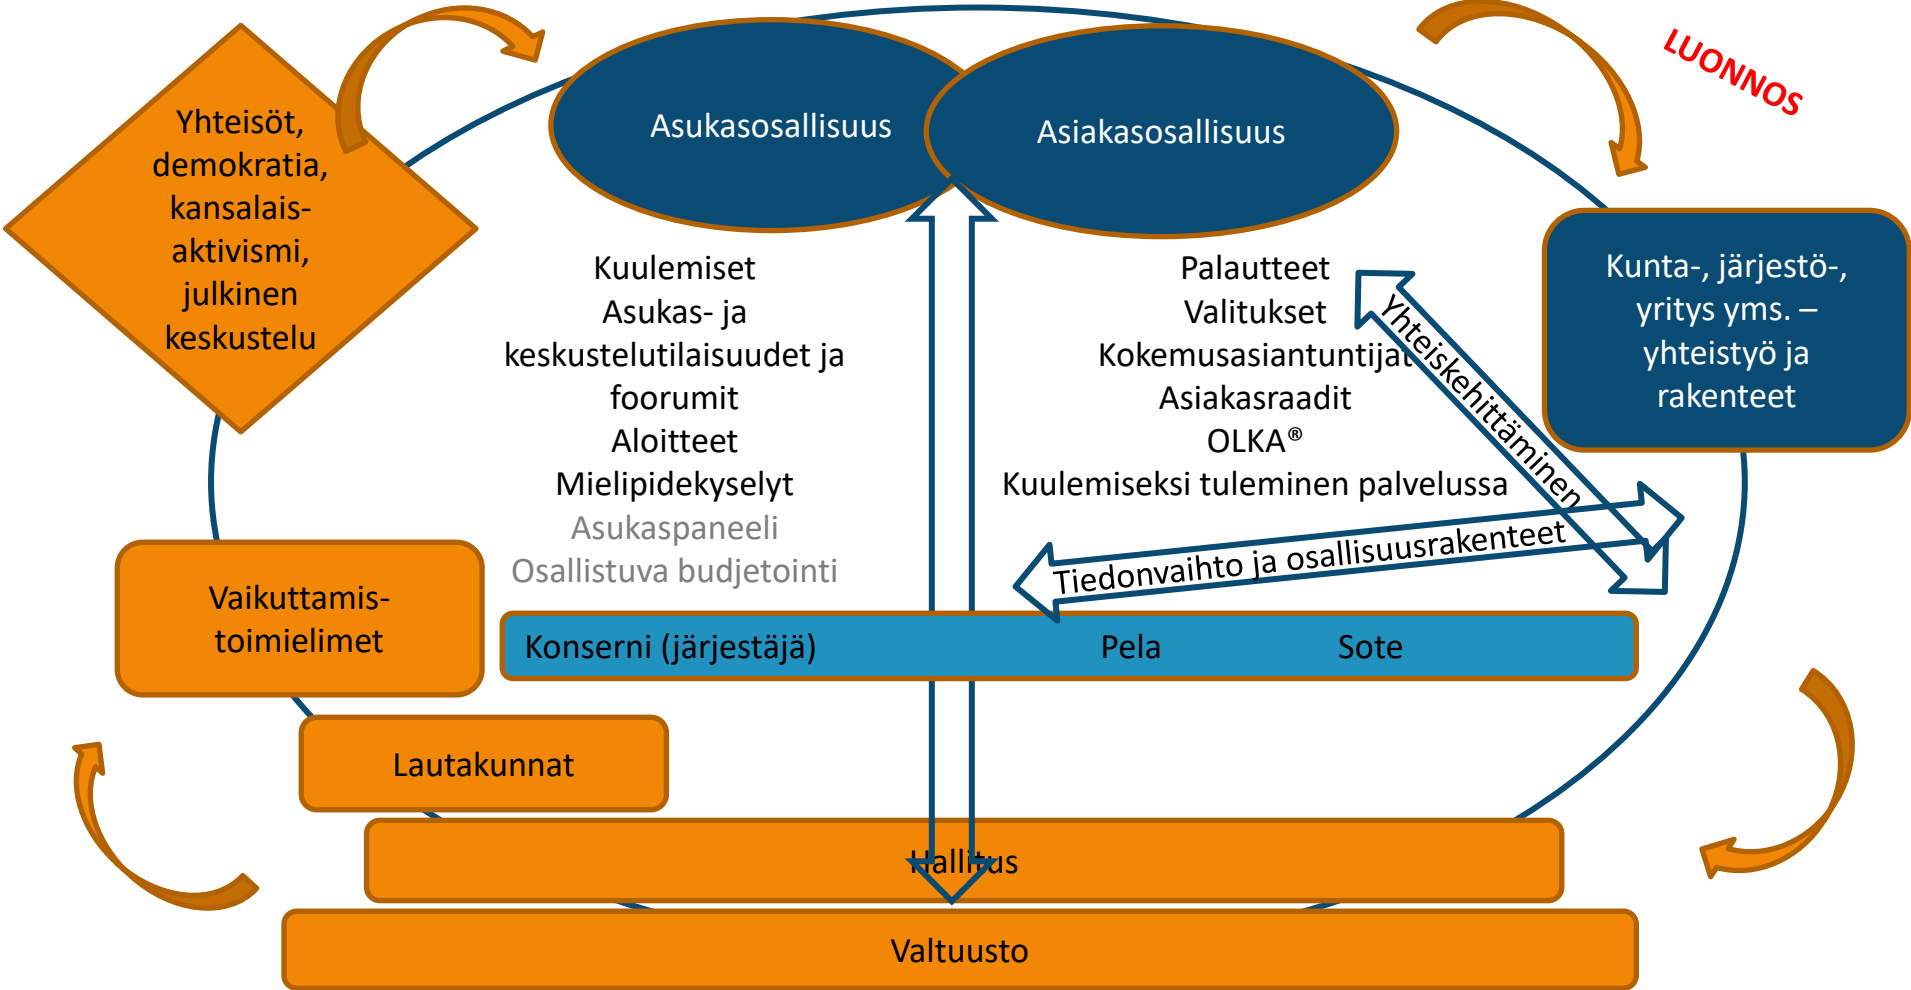 LUONNOS
Yhteisöt,
demokratia,
kansalais-
aktivismi,
julkinen
keskustelu
Asukasosallisuus
Asiakasosallisuus
Kuulemiset
Asukas- ja
keskustelutilaisuudet ja
foorumit
Aloitteet
Mielipidekyselyt
Asukaspaneeli
Osallistuva budjetointi
Palautteet
Valitukset
Kokemusasiantuntijat
Asiakasraadit
OLKA®
Kuulemiseksi tuleminen palvelussa
Yhteiskehittäminen
Tiedonvaihto ja osallisuusrakenteet
Kunta-, järjestö-,
yritys yms. –
yhteistyö ja
rakenteet
Vaikuttamis-
toimielimet
Konserni (järjestäjä) Pela Sote
Lautakunnat
Hallitus
Valtuusto